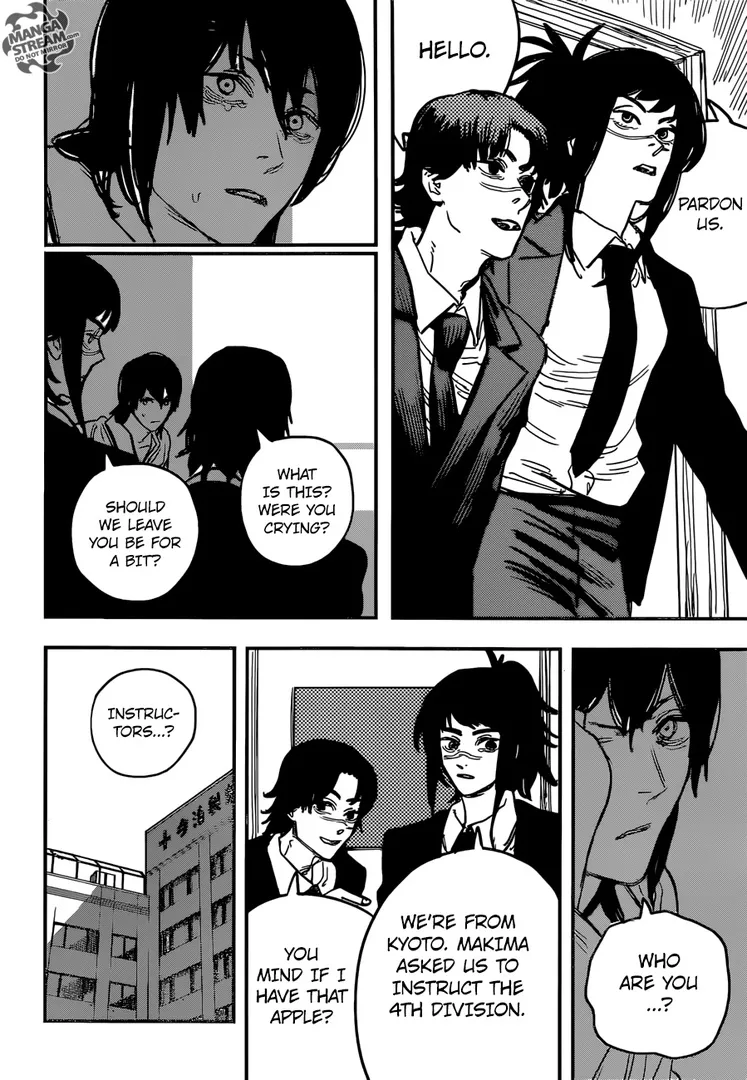 MANGA
STREAM.com
DO NOT MIRROR
HELLO.
PARDON
US.
WHAT
IS THIS?
WERE YOU
CRYING?
SHOULD
WE LEAVE
YOU BE FOR
A BIT?
WHO
ARE YOU
...?
WE'RE FROM
KYOTO. MAKIMA
ASKED US TO
INSTRUCT THE
4TH DIVISION.
YOU
MIND IF I
HAVE THAT
APPLE?
INSTRUC-
TORS...?